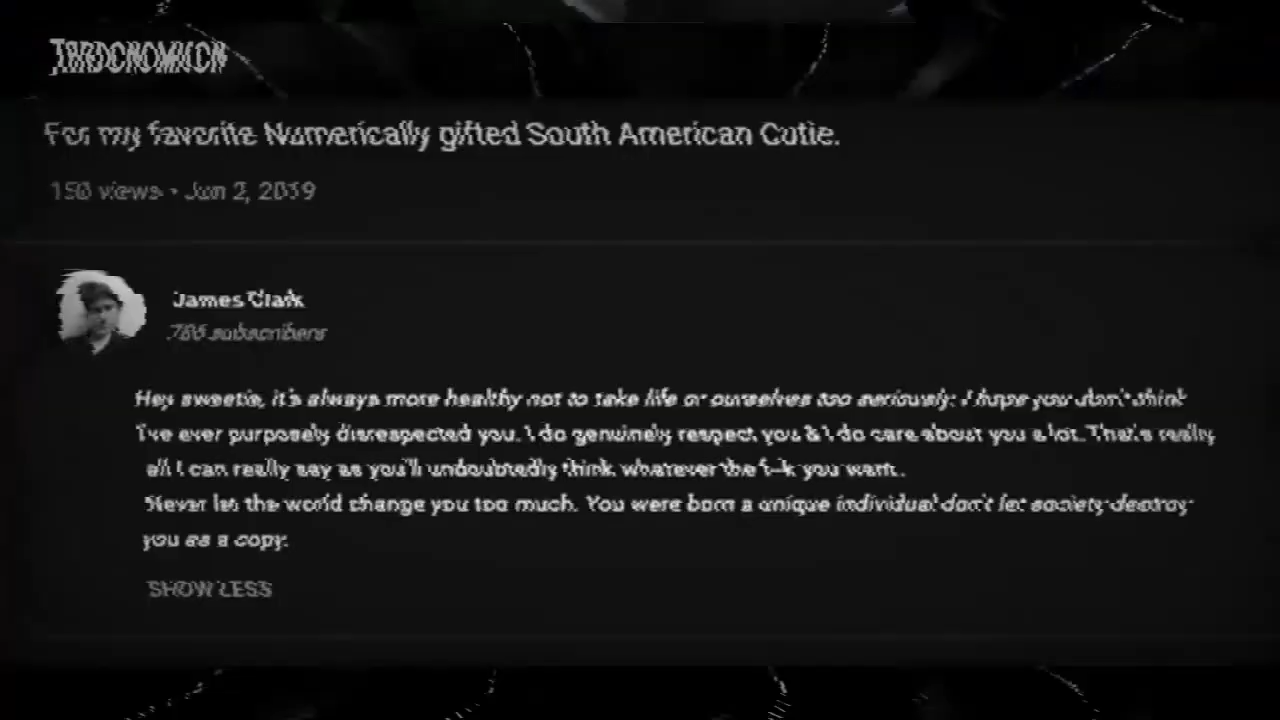 For my favorite Numerically gifted South American Cutie.
150 views • Jun 2, 2019
James Clark
subscribers
Hey sweetie, it's always more healthy not to take life or ourselves too seriously. I hope you don't think
I've ever purposely disrespected you. I do genuinely respect you & I do care about you a lot. That's really
all I can really say as you'll undoubtedly think whatever the f--k you want.
Never let the world change you too much. You were born a unique individual don't let society destroy
you as a copy.
SHOW LESS